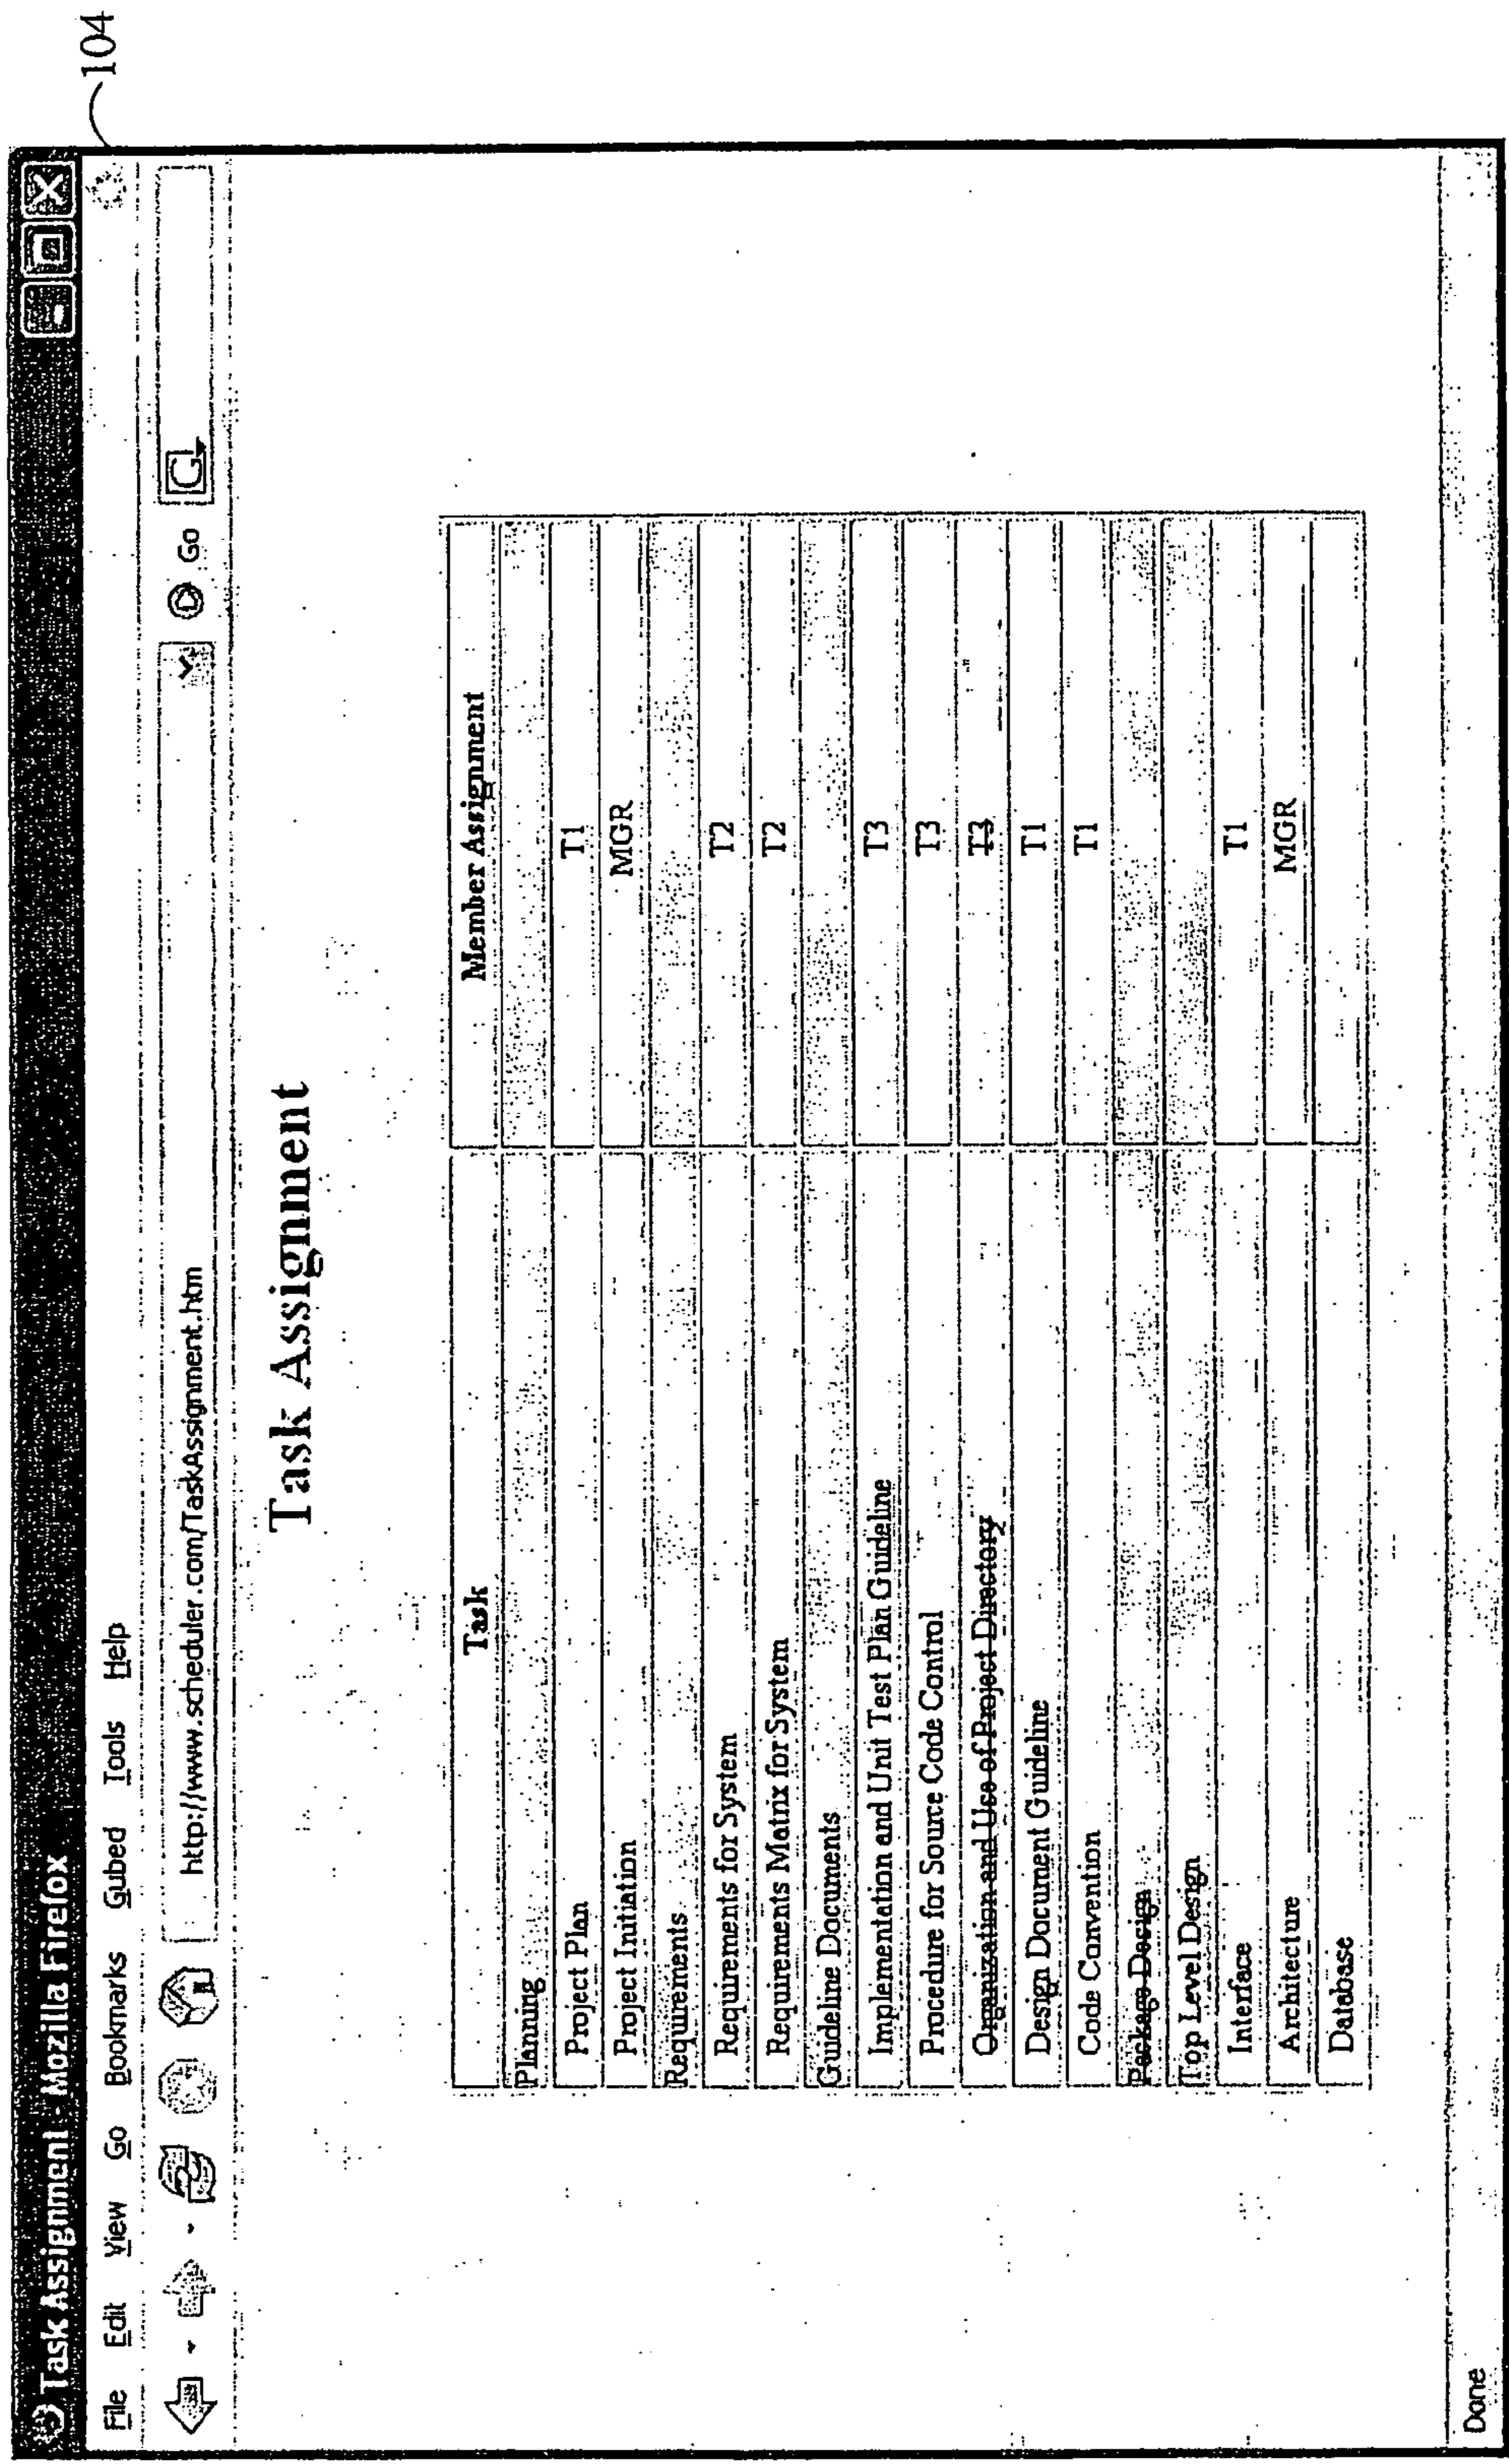 104
Task Assignment - Mozilla Firefox
File Edit View Go Bookmarks Gubed Tools Help
http://www.scheduler.com/TaskAssignment.htm Go G
Task Assignment
Task Member Assignment
Planning
Project Plan T1
Project Initiation MGR
Requirements
Requirements for System T2
Requirements Matrix for System T2
Guideline Documents
Implementation and Unit Test Plan Guideline T3
Procedure for Source Code Control T3
Organization and Use of Project Directory T3
Design Document Guideline T1
Code Convention T1
Package Design
Top Level Design
Interface T1
Architecture MGR
Database
Done